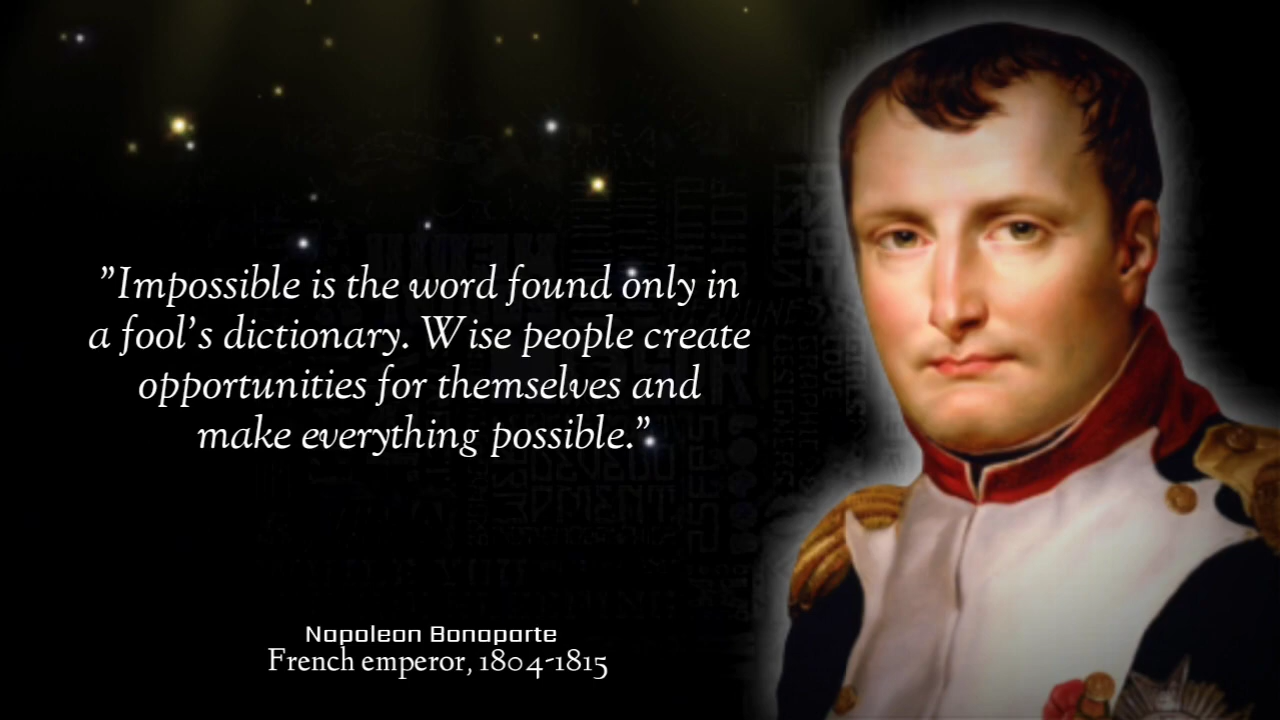 ”Impossible is the word found only in
a fool’s dictionary. Wise people create
opportunities for themselves and
make everything possible.”
Napoleon Bonaparte
French emperor, 1804-1815